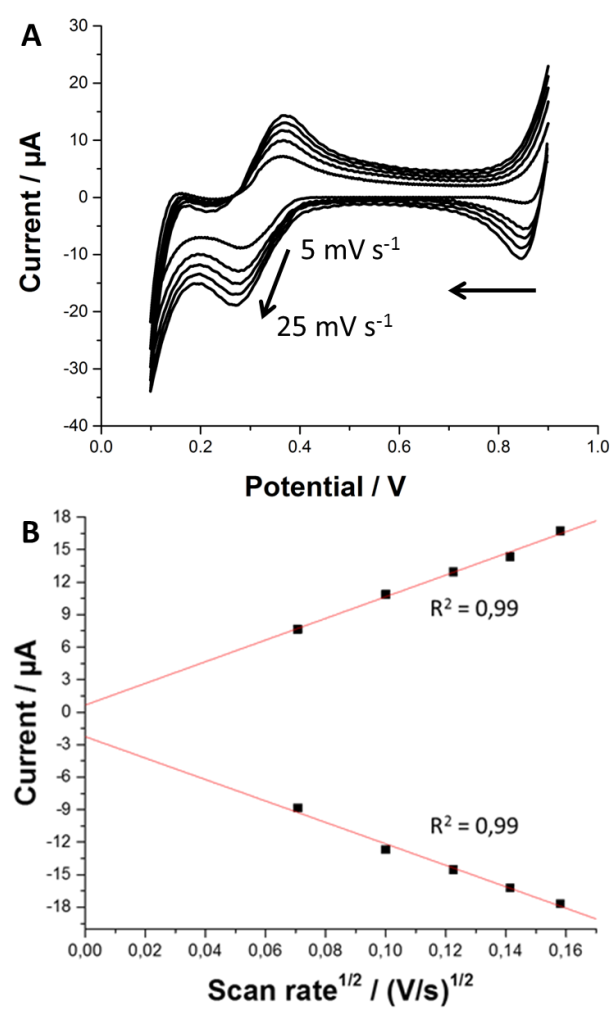 A
30
20
10
0
-10
-20
-30
-40
Current / µA
5 mV s-1
25 mV s-1
0.0 0.2 0.4 0.6 0.8 1.0
Potential / V
B
18
15
12
9
6
3
0
-3
-6
-9
-12
-15
-18
Current / µA
R2 = 0,99
R2 = 0,99
0,00 0,02 0,04 0,06 0,08 0,10 0,12 0,14 0,16
Scan rate1/2 / (V/s)1/2